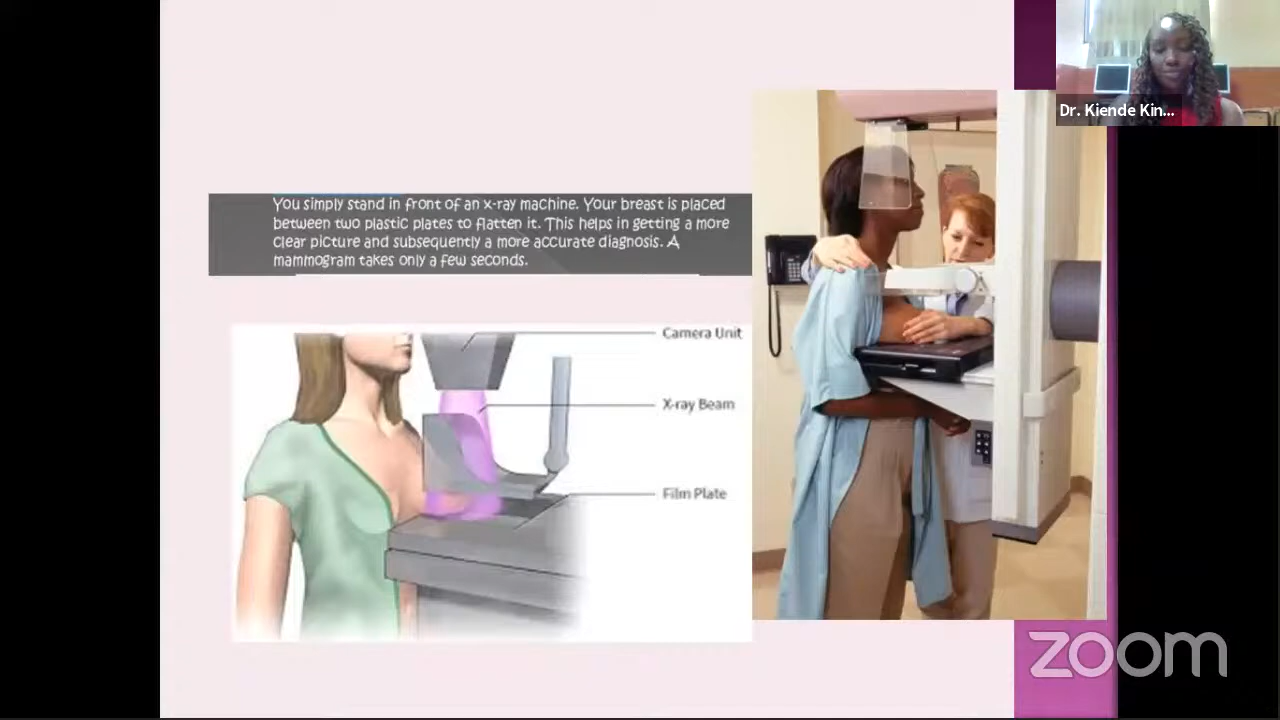 You simply stand in front of an x-ray machine. Your breast is placed
between two plastic plates to flatten it. This helps in getting a more
clear picture and subsequently a more accurate diagnosis. A
mammogram takes only a few seconds.
Camera Unit
X-ray Beam
Film Plate
Dr. Kiende Kin...
zoom